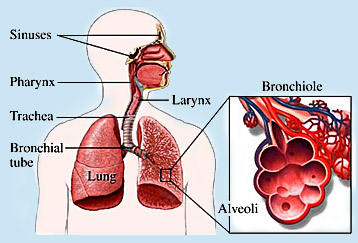 Sinuses
Pharynx
Larynx
Trachea
Bronchial
tube
Lung
Bronchiole
Alveoli